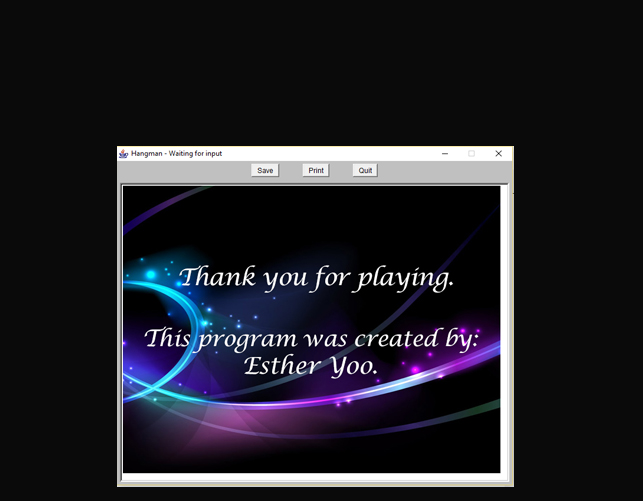 Hangman - Waiting for input
Save Print Quit
Thank you for playing.
This program was created by:
Esther Yoo.